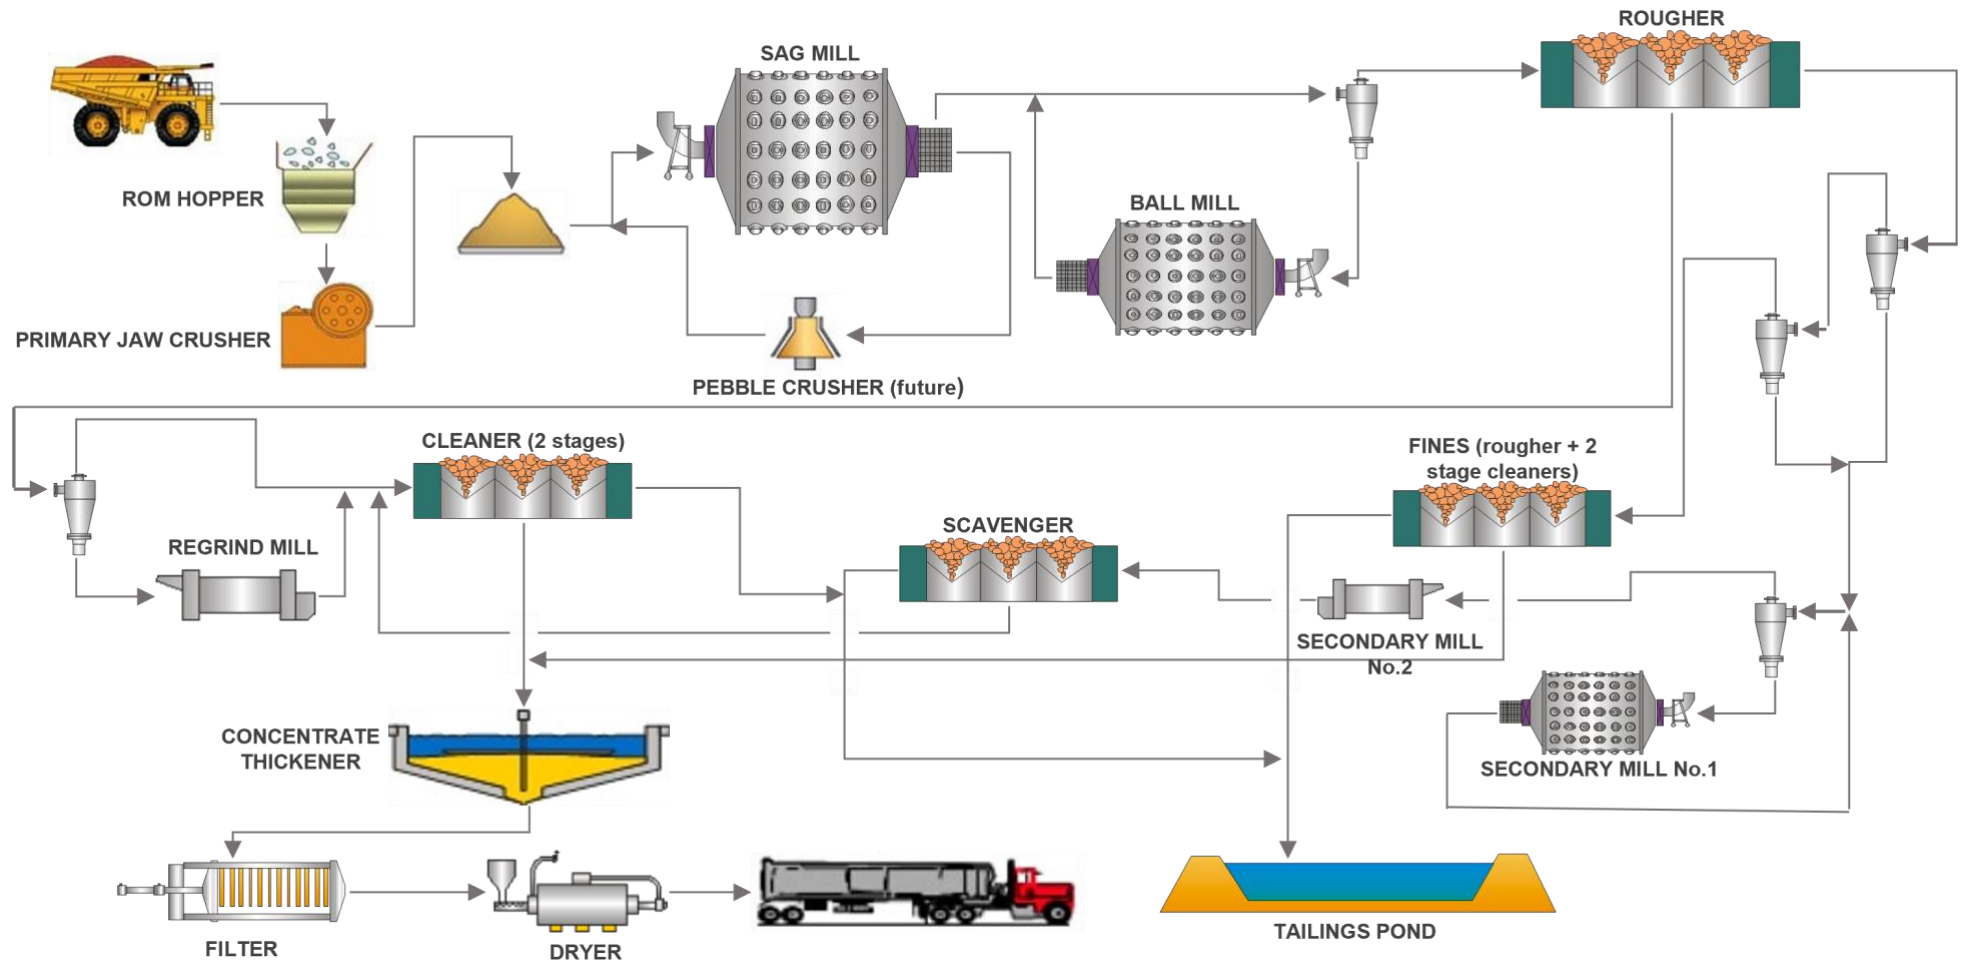 ROUGHER
SAG MILL
ROM HOPPER
BALL MILL
PRIMARY JAW CRUSHER
PEBBLE CRUSHER (future)
CLEANER (2 stages)
FINES (rougher + 2
stage cleaners)
SCAVENGER
REGRIND MILL
SECONDARY MILL
No.2
CONCENTRATE
THICKENER
SECONDARY MILL No.1
FILTER
DRYER
TAILINGS POND